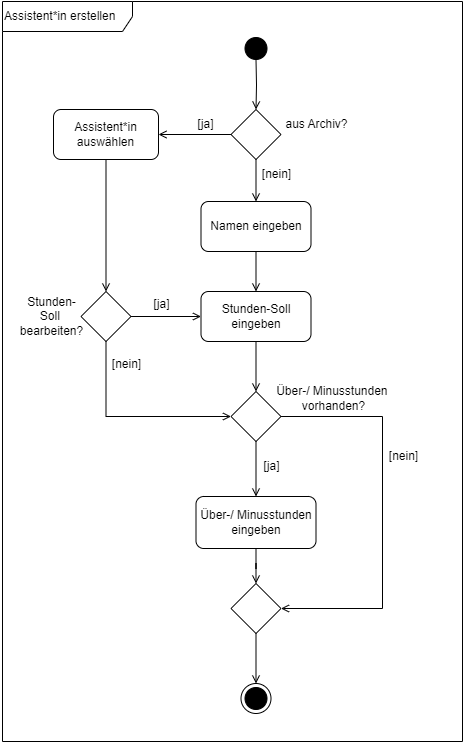 Assistent*in erstellen
aus Archiv?
[ja]
Assistent*in
auswählen
[nein]
Namen eingeben
Stunden-
Soll
bearbeiten?
[ja]
Stunden-Soll
eingeben
[nein]
Über-/ Minusstunden
vorhanden?
[nein]
[ja]
Über-/ Minusstunden
eingeben